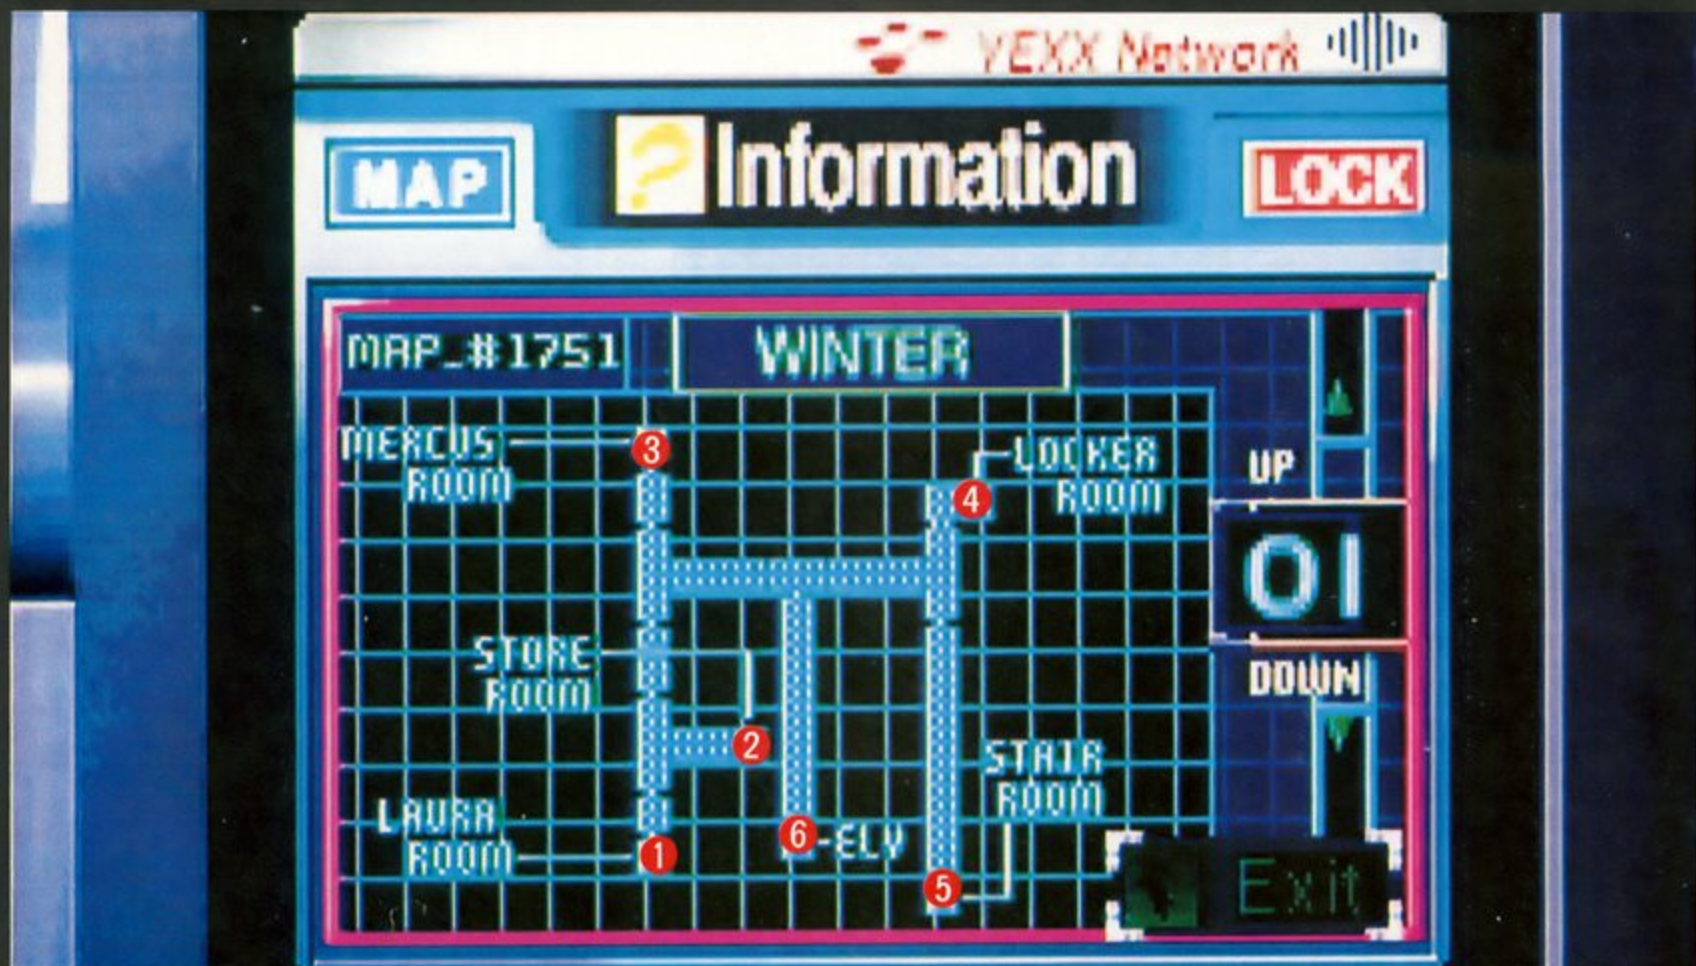 VEXX Network
MAP
? Information
LOCK
MAP_#1751
WINTER
MERCUS
ROOM
3
LOCKER
ROOM
4
UP
01
STORE
ROOM
2
DOWN
STAIR
ROOM
5
LAURA
ROOM
1
6
-ELV
Exit